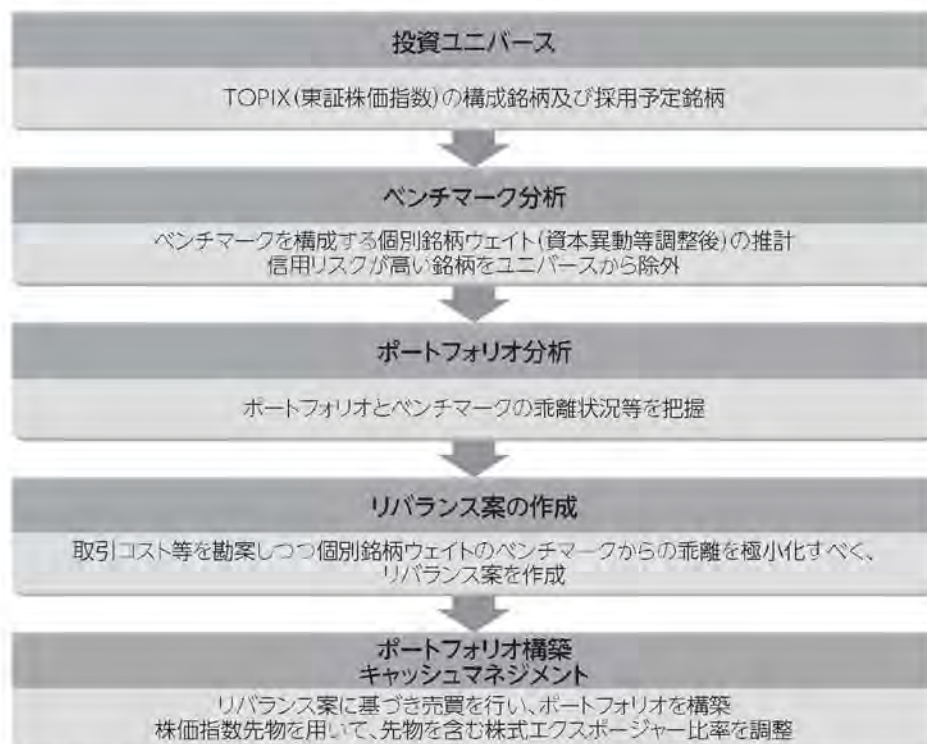 投資ユニバース
TOPIX(東証株価指数)の構成銘柄及び採用予定銘柄
ベンチマーク分析
ベンチマークを構成する個別銘柄ウェイト(資本異動等調整後)の推計
信用リスクが高い銘柄をユニバースから除外
ポートフォリオ分析
ポートフォリオとベンチマークの乖離状況等を把握
リバランス案の作成
取引コスト等を勘案しつつ個別銘柄ウェイトのベンチマークからの乖離を極小化すべく、
リバランス案を作成
ポートフォリオ構築
キャッシュマネジメント
リバランス案に基づき売買を行い、ポートフォリオを構築
株価指数先物を用いて、先物を含む株式エクスポージャー比率を調整